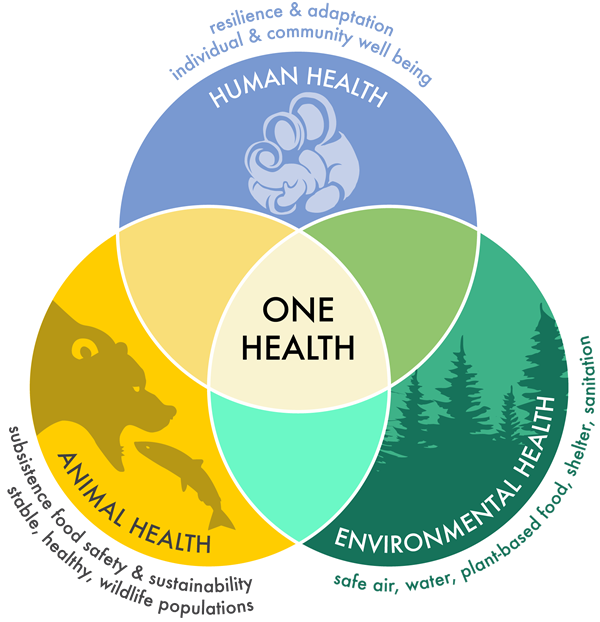 resilience & adaptation
individual & community well being
HUMAN HEALTH
ONE
HEALTH
ANIMAL HEALTH
subsistence food safety & sustainability
stable, healthy, wildlife populations
ENVIRONMENTAL HEALTH
safe air, water, plant-based food, shelter, sanitation